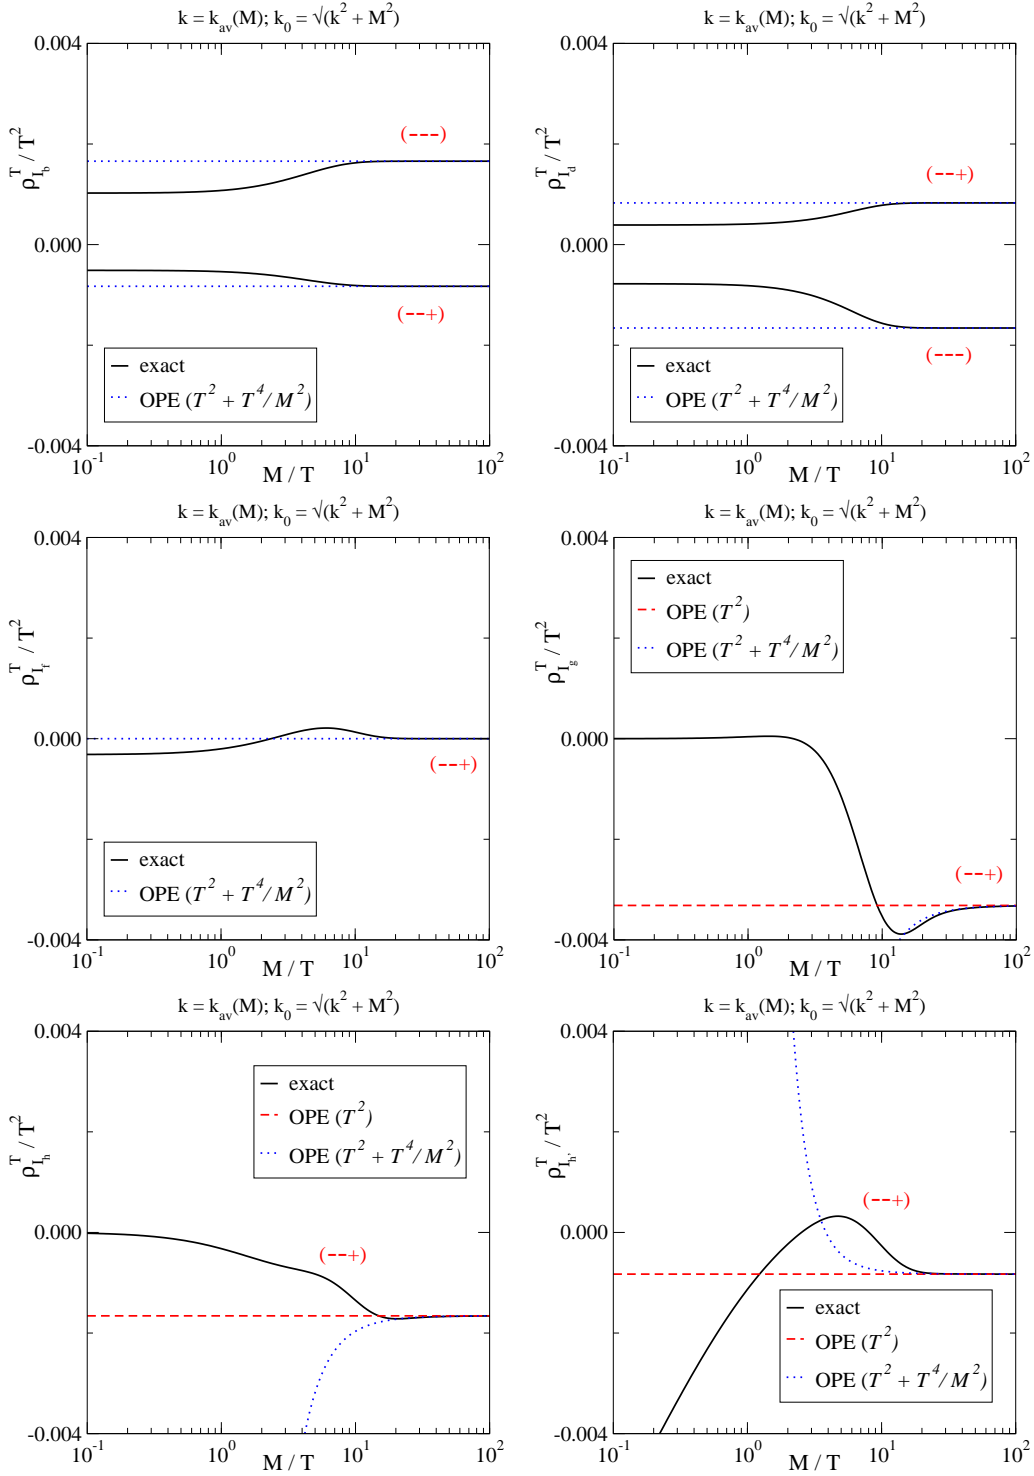 k = k_av(M); k_0 = √(k^2 + M^2)
0.004
0.000
-0.004
ρ_{I_b}^T / T^2
(---)
(--+)
exact
OPE (T^2 + T^4/M^2)
10^-1 10^0 10^1 10^2
M / T
k = k_av(M); k_0 = √(k^2 + M^2)
0.004
0.000
-0.004
ρ_{I_d}^T / T^2
(--+)
(---)
exact
OPE (T^2 + T^4/M^2)
10^-1 10^0 10^1 10^2
M / T
k = k_av(M); k_0 = √(k^2 + M^2)
0.004
0.000
-0.004
ρ_{I_f}^T / T^2
(--+)
exact
OPE (T^2 + T^4/M^2)
10^-1 10^0 10^1 10^2
M / T
k = k_av(M); k_0 = √(k^2 + M^2)
0.004
0.000
-0.004
ρ_{I_g}^T / T^2
exact
OPE (T^2)
OPE (T^2 + T^4/M^2)
(--+)
10^-1 10^0 10^1 10^2
M / T
k = k_av(M); k_0 = √(k^2 + M^2)
0.004
0.000
-0.004
ρ_{I_h}^T / T^2
exact
OPE (T^2)
OPE (T^2 + T^4/M^2)
(--+)
10^-1 10^0 10^1 10^2
M / T
k = k_av(M); k_0 = √(k^2 + M^2)
0.004
0.000
-0.004
ρ_{I_h'}^T / T^2
(--+)
exact
OPE (T^2)
OPE (T^2 + T^4/M^2)
10^-1 10^0 10^1 10^2
M / T